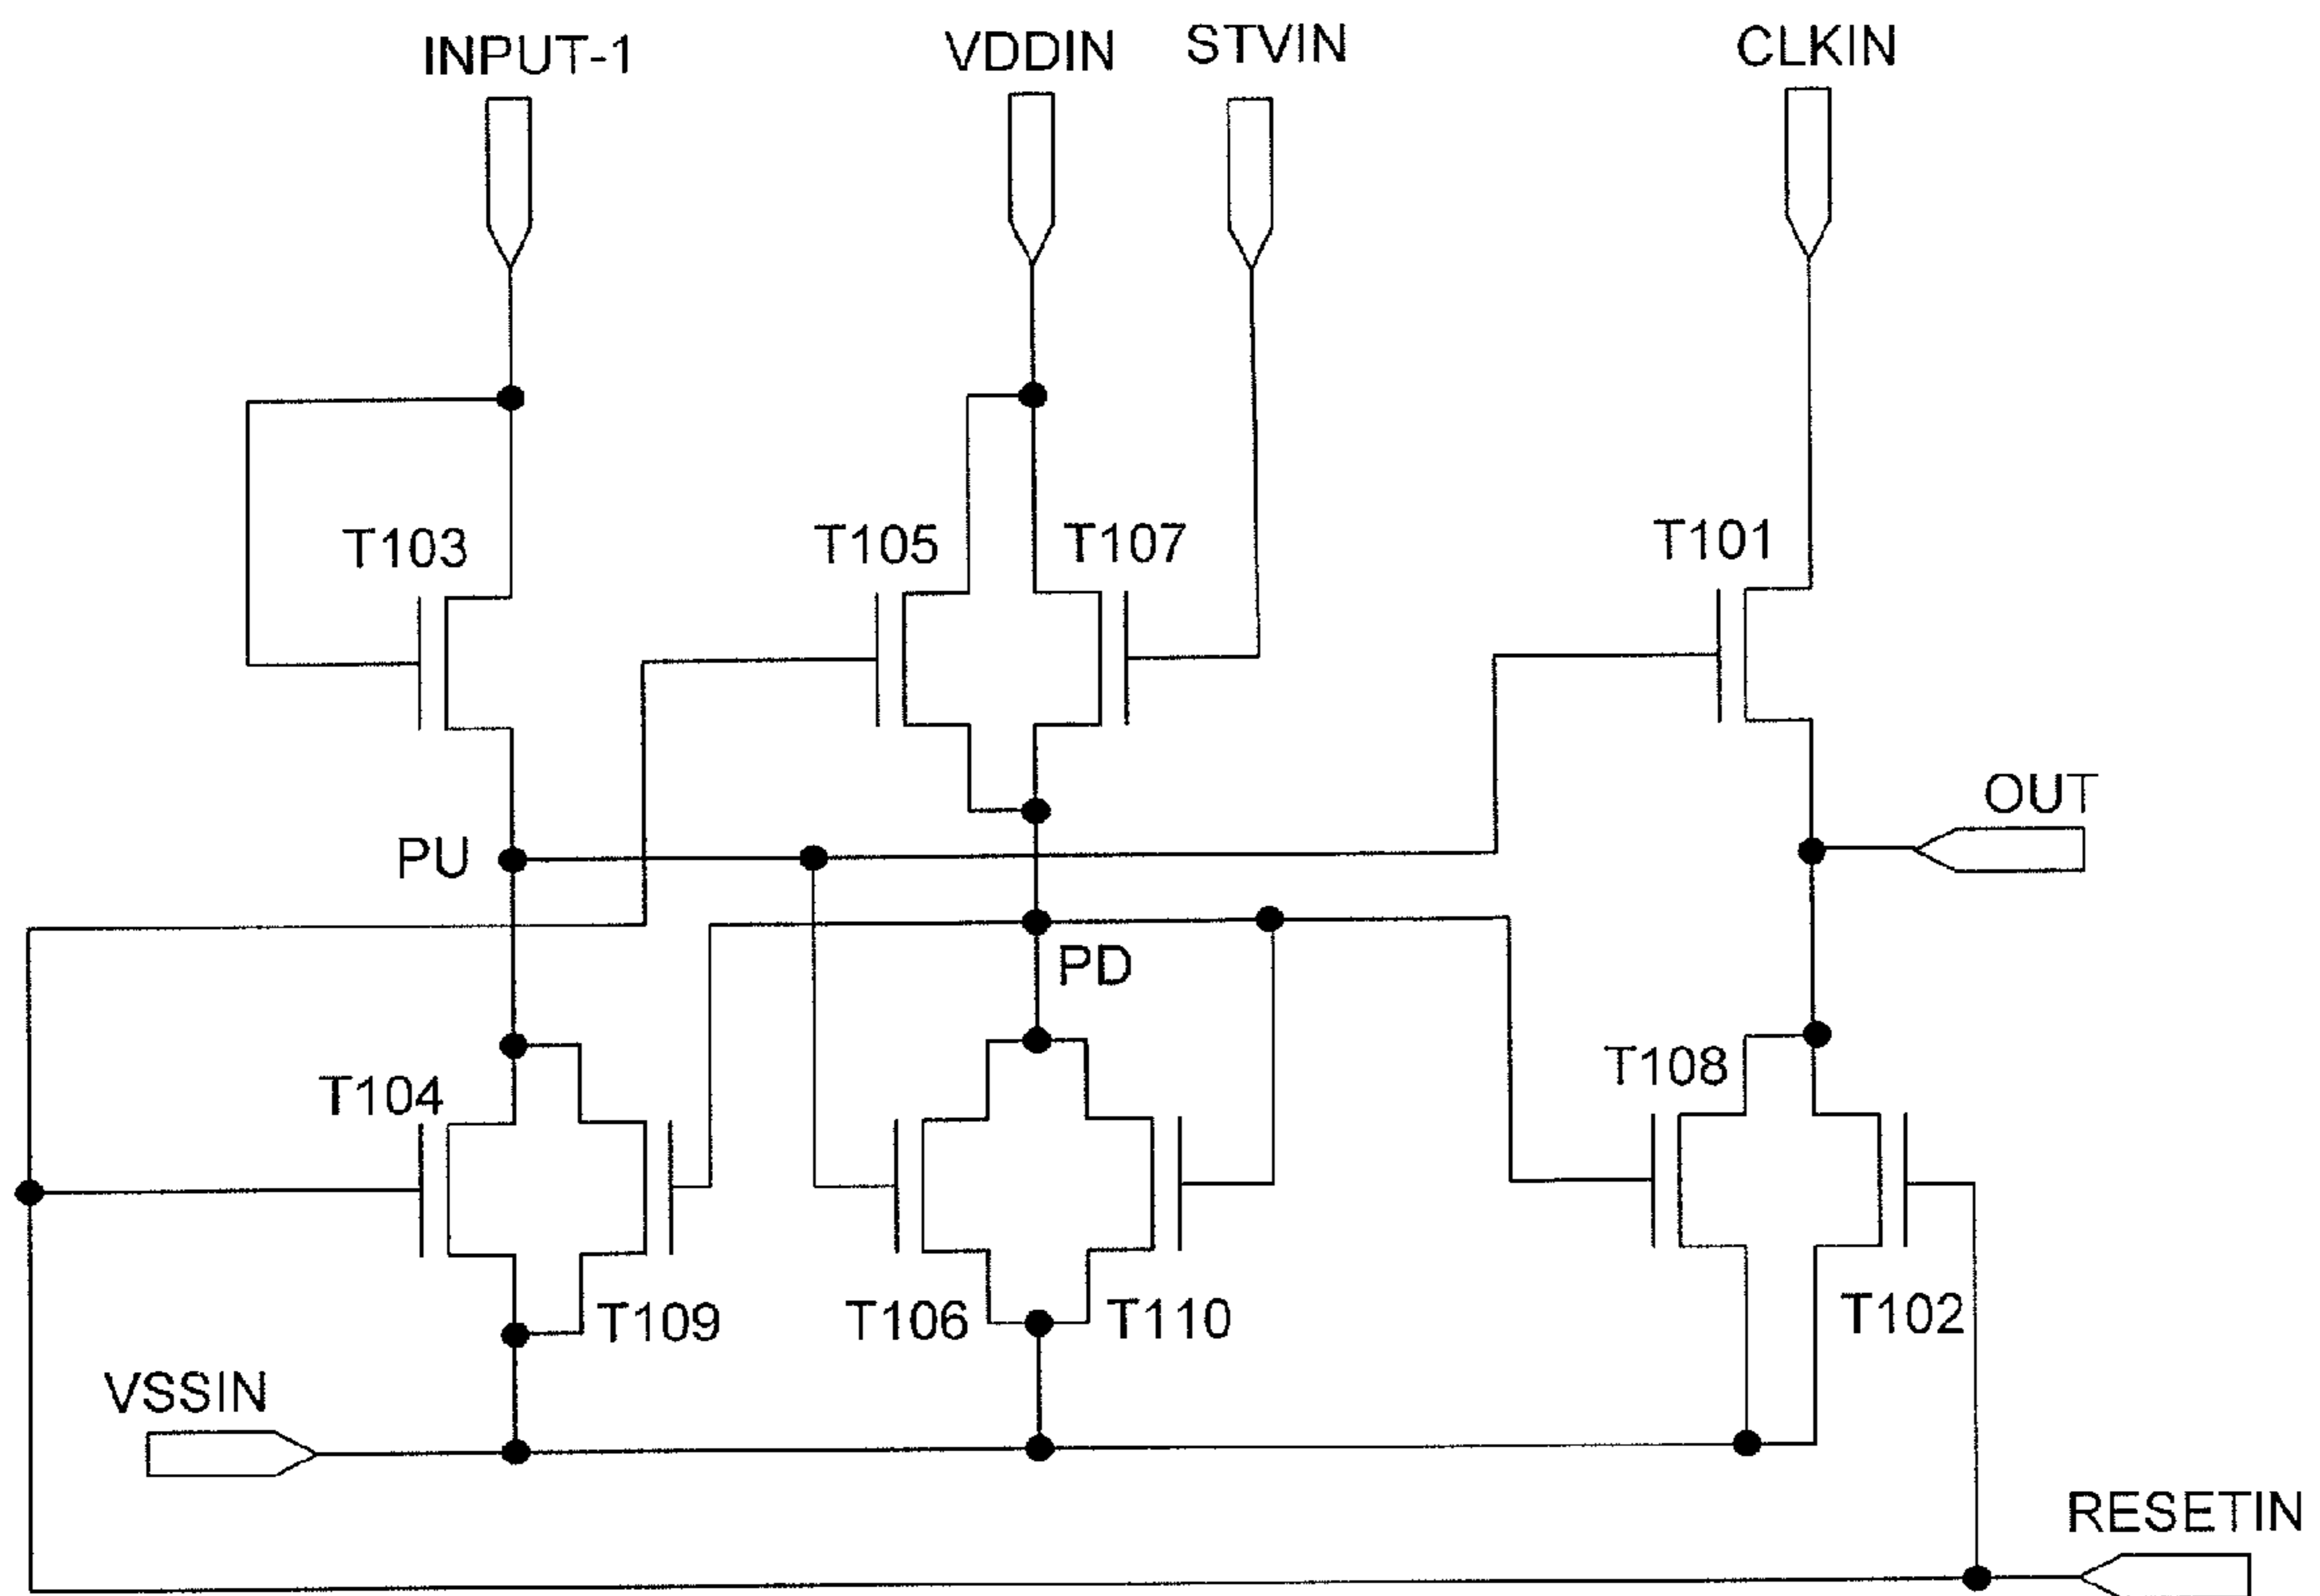 INPUT-1
VDDIN
STVIN
CLKIN
T103
T105
T107
T101
OUT
PU
PD
T104
T108
T109
T106
T110
T102
VSSIN
RESETIN